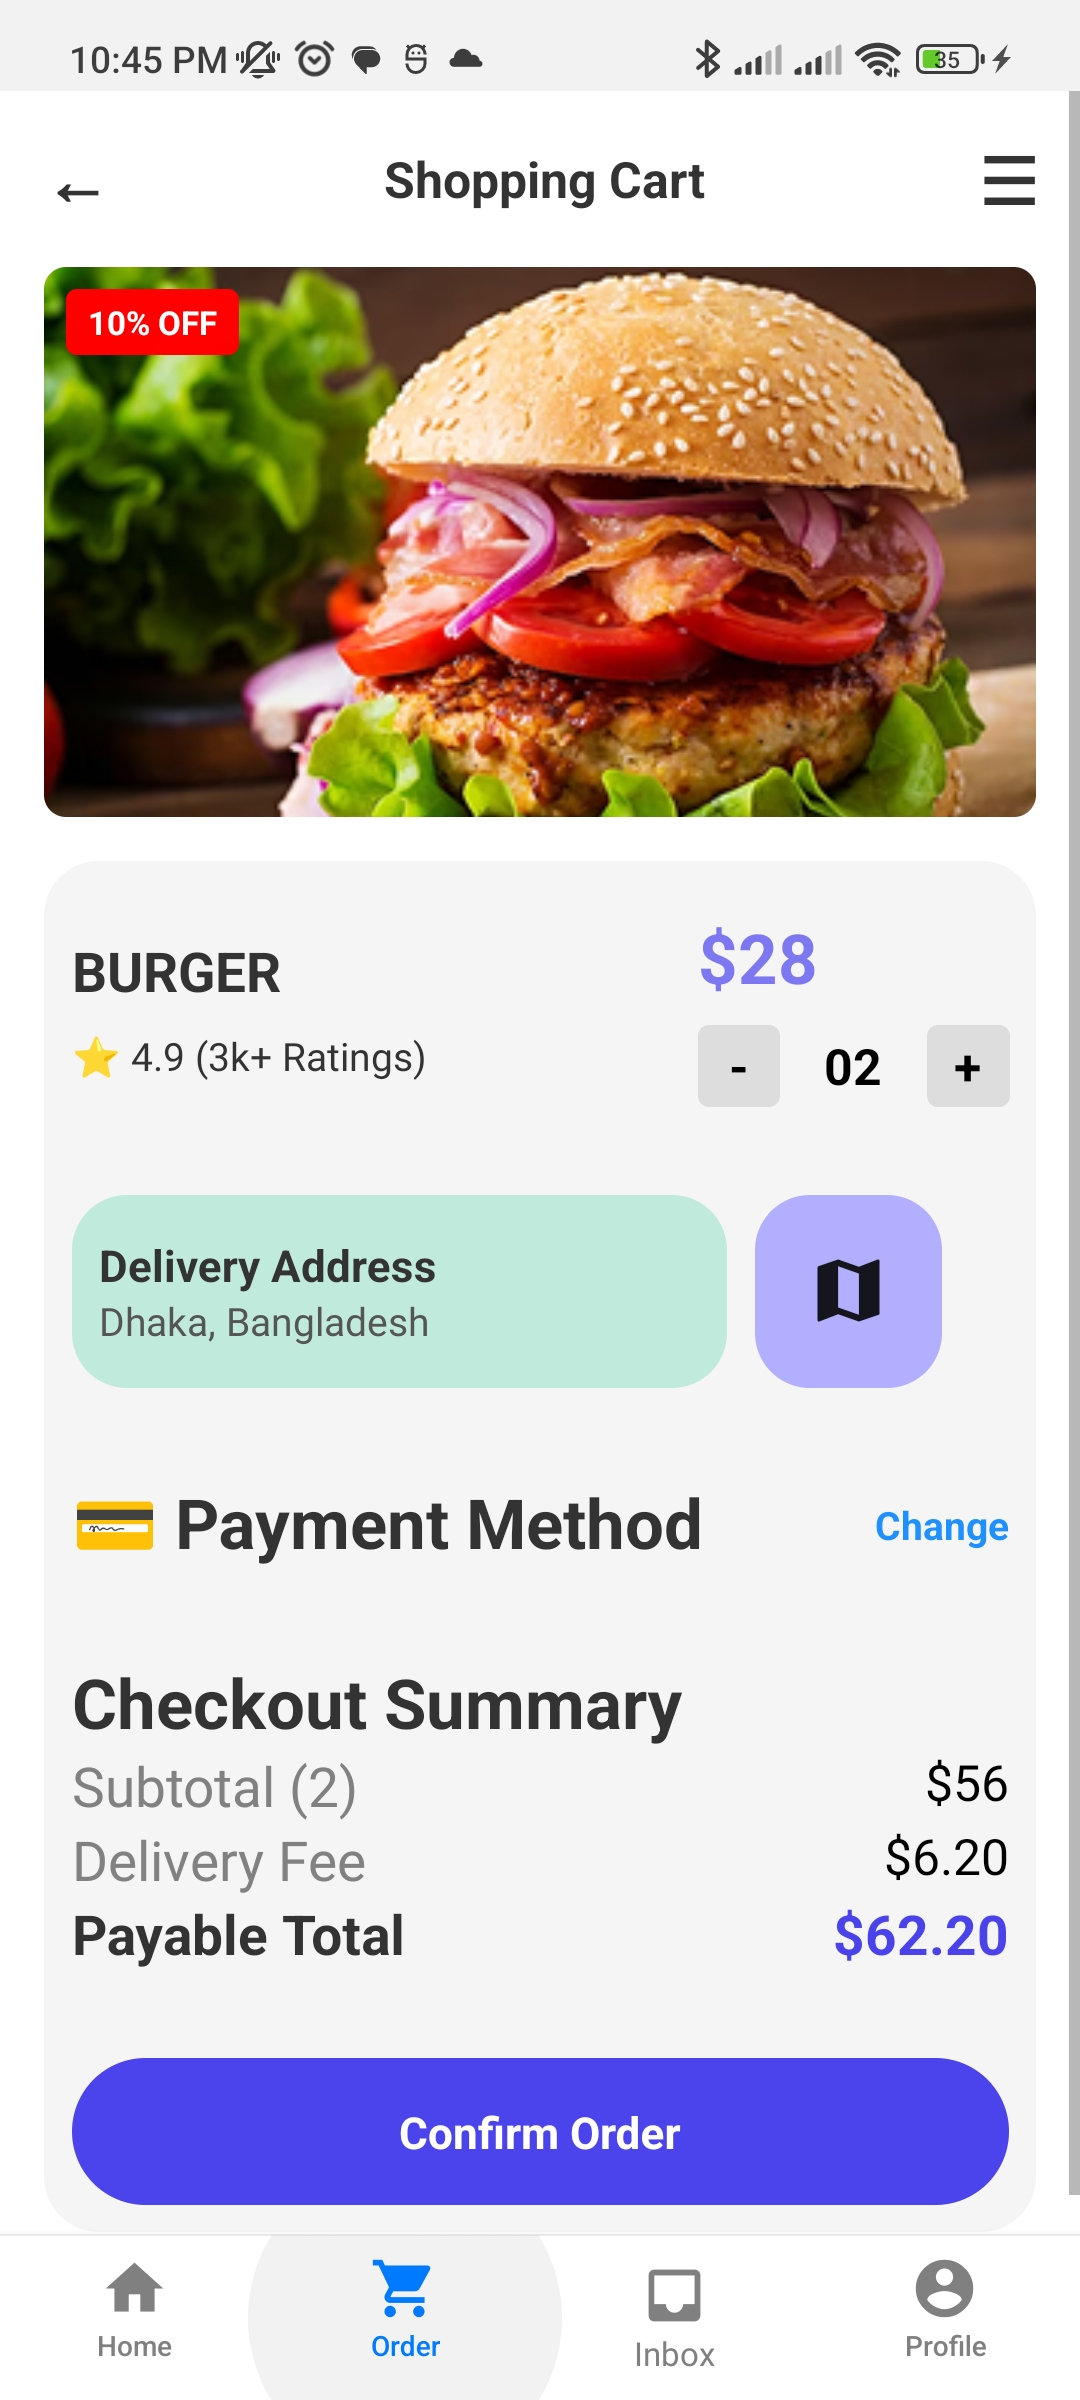 10:45 PM
35
← Shopping Cart
10% OFF
BURGER
$28
4.9 (3k+ Ratings)
- 02 +
Delivery Address
Dhaka, Bangladesh
Payment Method
Change
Checkout Summary
Subtotal (2) $56
Delivery Fee $6.20
Payable Total $62.20
Confirm Order
Home Order Inbox Profile